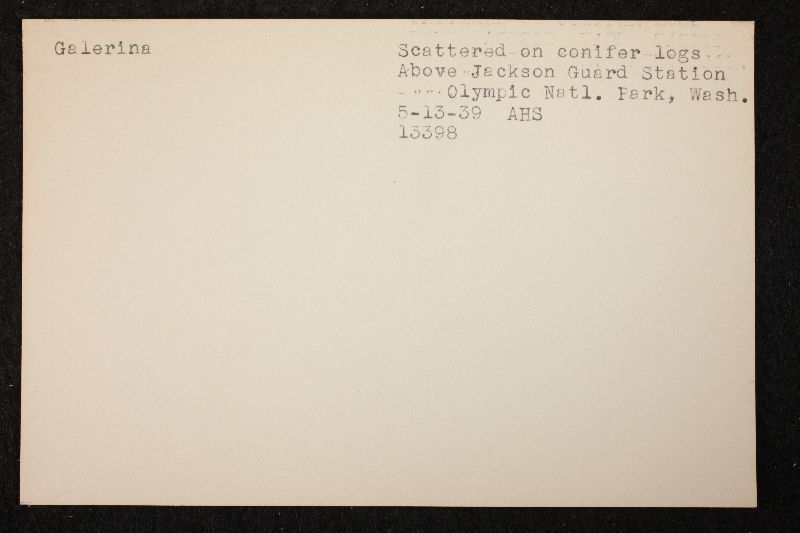 Galerina
Scattered on conifer logs
Above Jackson Guard Station
Olympic Natl. Park, Wash.
5-13-39 AHS
13398